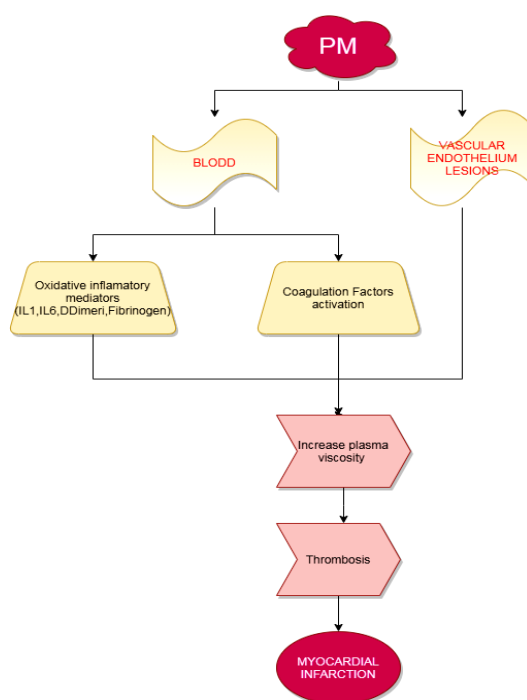 PM
BLODD
VASCULAR
ENDOTHELIUM
LESIONS
Oxidative inflamatory
mediators
(IL1,IL6,DDimeri,Fibrinogen)
Coagulation Factors
activation
Increase plasma
viscosity
Thrombosis
MYOCARDIAL
INFARCTION